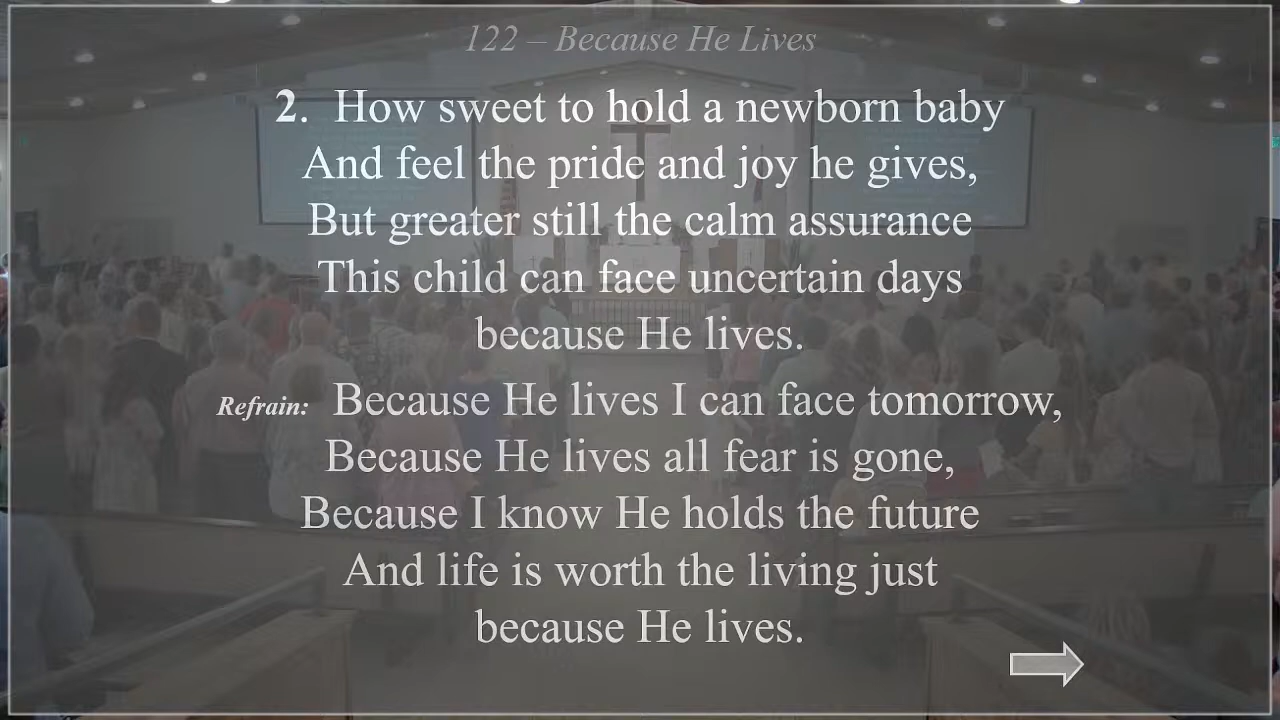 122 – Because He Lives
2. How sweet to hold a newborn baby
And feel the pride and joy he gives,
But greater still the calm assurance
This child can face uncertain days
because He lives.
Refrain: Because He lives I can face tomorrow,
Because He lives all fear is gone,
Because I know He holds the future
And life is worth the living just
because He lives.